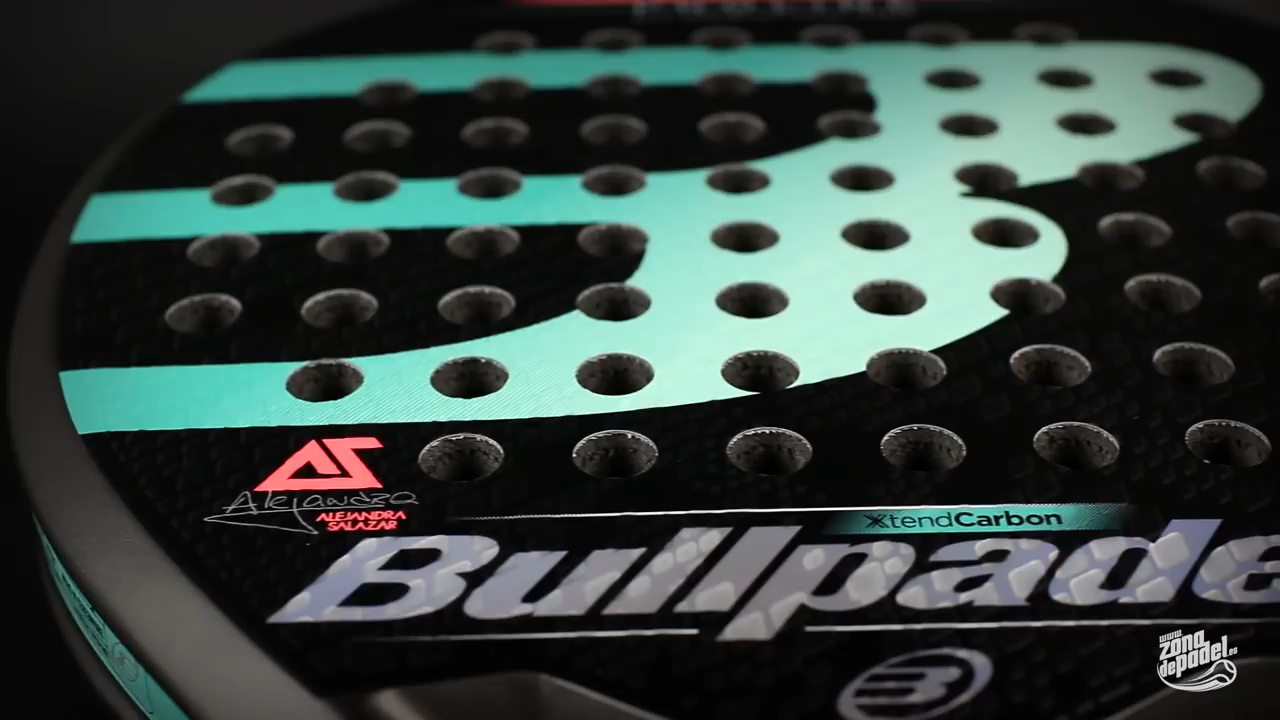 AS
Alejandra
ALEJANDRA
SALAZAR
XtendCarbon
Bullpade
B
www.
zona
depadel.es